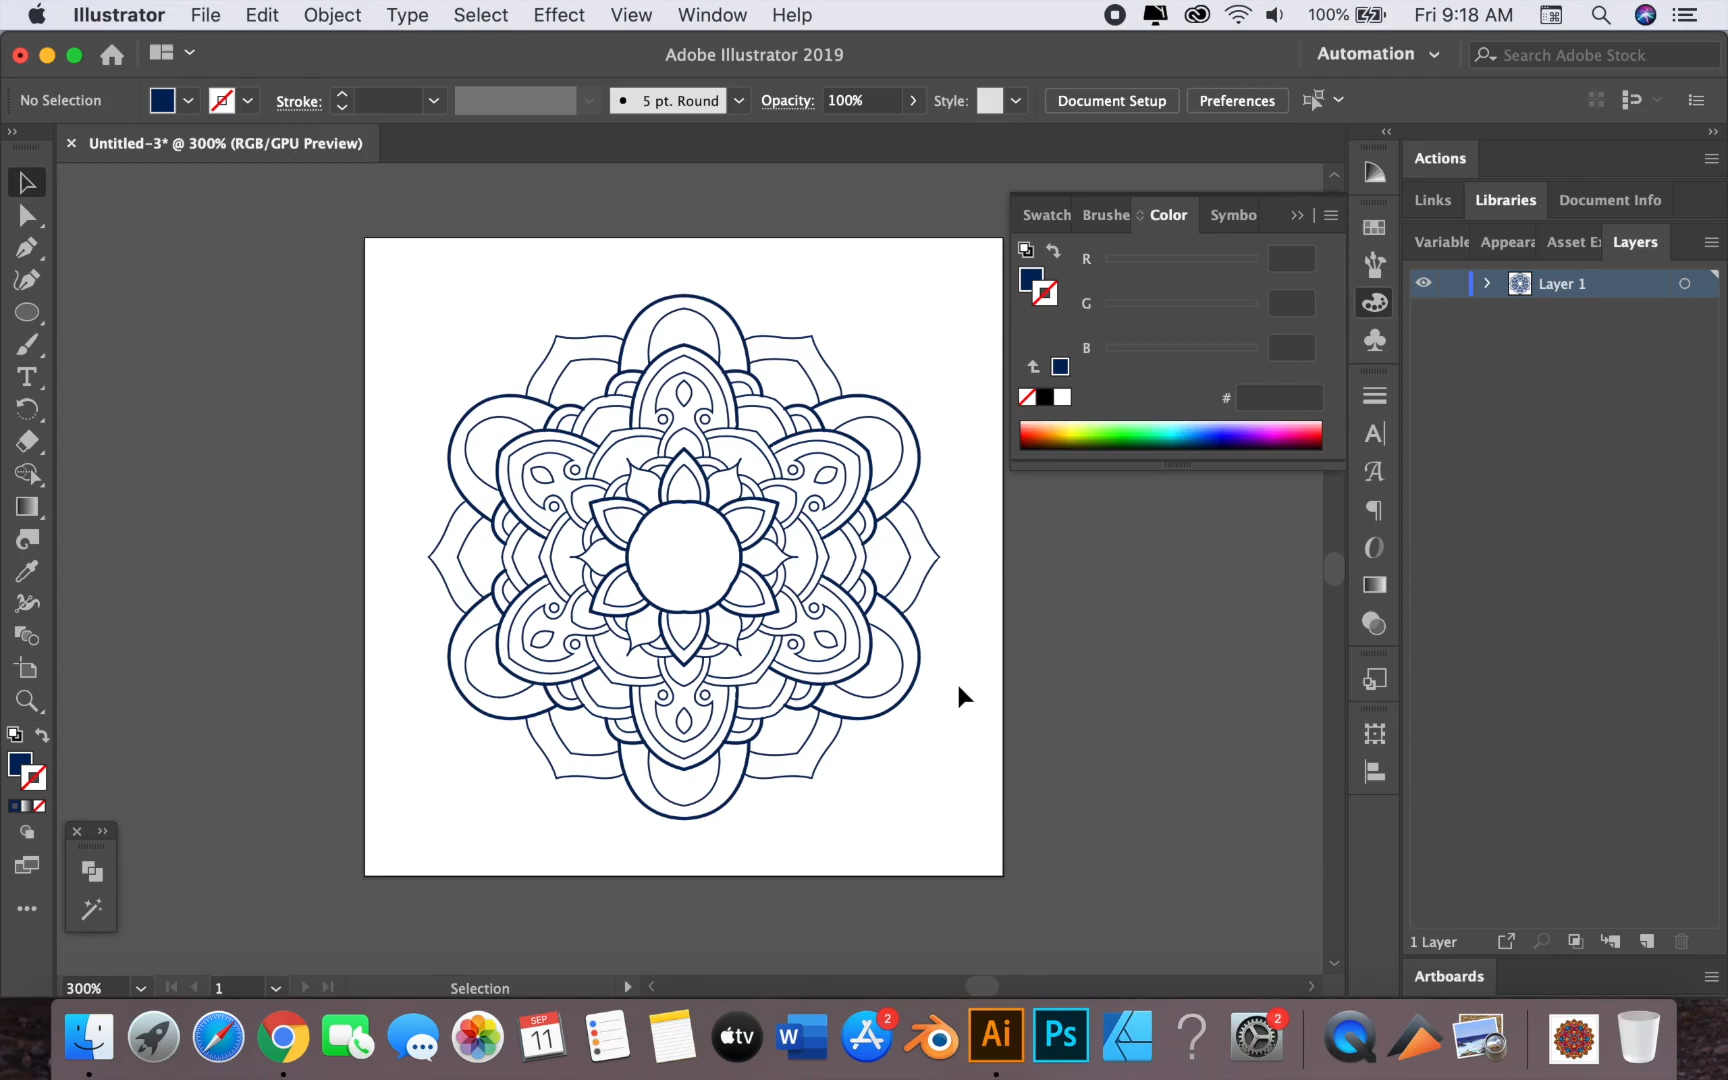 Illustrator File Edit Object Type Select Effect View Window Help 100% Fri 9:18 AM
Adobe Illustrator 2019 Automation Search Adobe Stock
No Selection Stroke: 5 pt. Round Opacity: 100% Style: Document Setup Preferences
Untitled-3* @ 300% (RGB/GPU Preview)
Actions
Links Libraries Document Info
Swatch Brushe Color Symbo
Variable Appeara Asset E Layers
R
Layer 1
G
B
#
1 Layer
Artboards
300% 1 Selection
2 SEP 11 tv W 2 Ai Ps ? 2